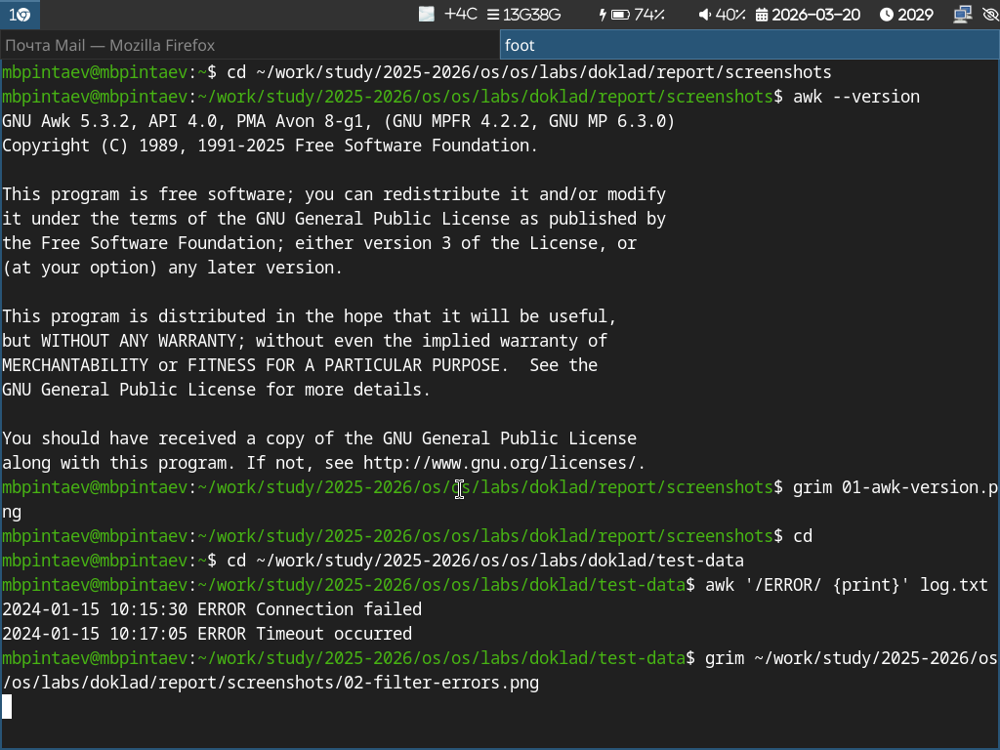 1
+4C 13G38G 74% 40% 2026-03-20 2029
Почта Mail — Mozilla Firefox
foot
mbpintaev@mbpintaev:~$ cd ~/work/study/2025-2026/os/os/labs/doklad/report/screenshots
mbpintaev@mbpintaev:~/work/study/2025-2026/os/os/labs/doklad/report/screenshots$ awk --version
GNU Awk 5.3.2, API 4.0, PMA Avon 8-g1, (GNU MPFR 4.2.2, GNU MP 6.3.0)
Copyright (C) 1989, 1991-2025 Free Software Foundation.
This program is free software; you can redistribute it and/or modify
it under the terms of the GNU General Public License as published by
the Free Software Foundation; either version 3 of the License, or
(at your option) any later version.
This program is distributed in the hope that it will be useful,
but WITHOUT ANY WARRANTY; without even the implied warranty of
MERCHANTABILITY or FITNESS FOR A PARTICULAR PURPOSE.  See the
GNU General Public License for more details.
You should have received a copy of the GNU General Public License
along with this program. If not, see http://www.gnu.org/licenses/.
mbpintaev@mbpintaev:~/work/study/2025-2026/os/os/labs/doklad/report/screenshots$ grim 01-awk-version.p
ng
mbpintaev@mbpintaev:~/work/study/2025-2026/os/os/labs/doklad/report/screenshots$ cd
mbpintaev@mbpintaev:~$ cd ~/work/study/2025-2026/os/os/labs/doklad/test-data
mbpintaev@mbpintaev:~/work/study/2025-2026/os/os/labs/doklad/test-data$ awk '/ERROR/ {print}' log.txt
2024-01-15 10:15:30 ERROR Connection failed
2024-01-15 10:17:05 ERROR Timeout occurred
mbpintaev@mbpintaev:~/work/study/2025-2026/os/os/labs/doklad/test-data$ grim ~/work/study/2025-2026/os
/os/labs/doklad/report/screenshots/02-filter-errors.png